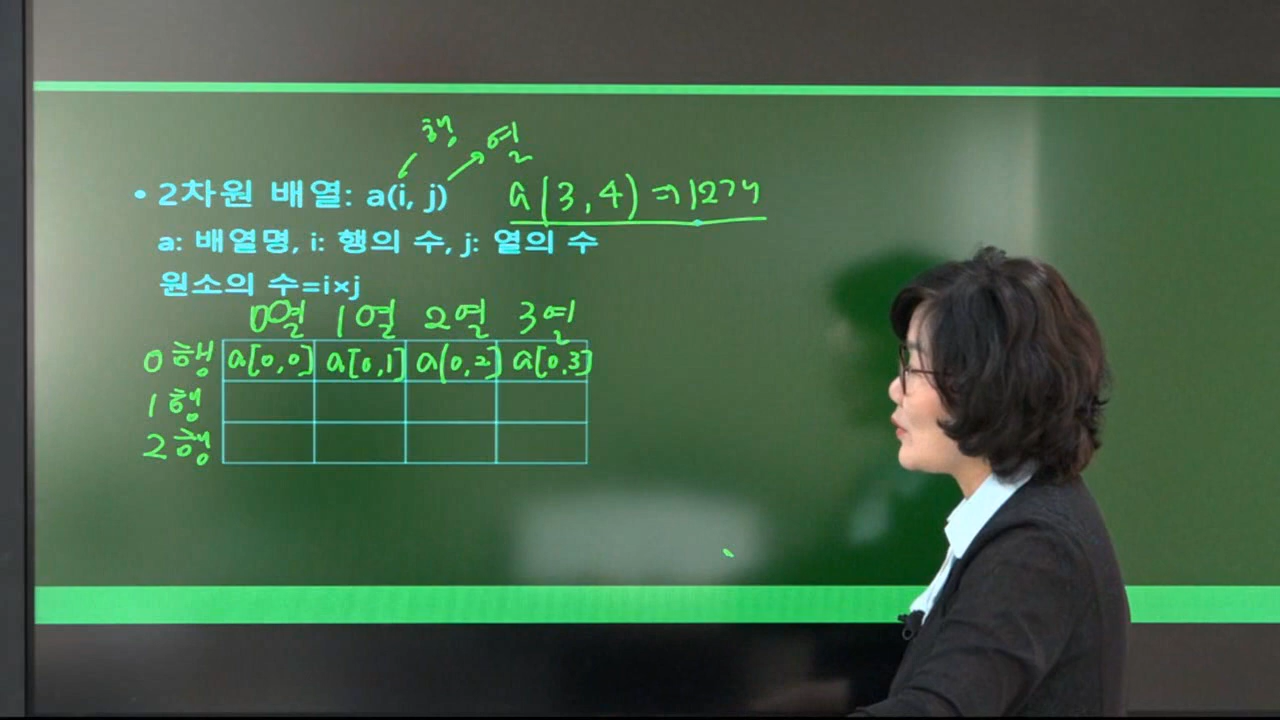 행 열
• 2차원 배열: a(i, j) a(3,4) ⇒ 12개
a: 배열명, i: 행의 수, j: 열의 수
원소의 수=i×j
0열 1열 2열 3열
0행 a[0,0] a[0,1] a(0,2] a[0,3]
1행
2행